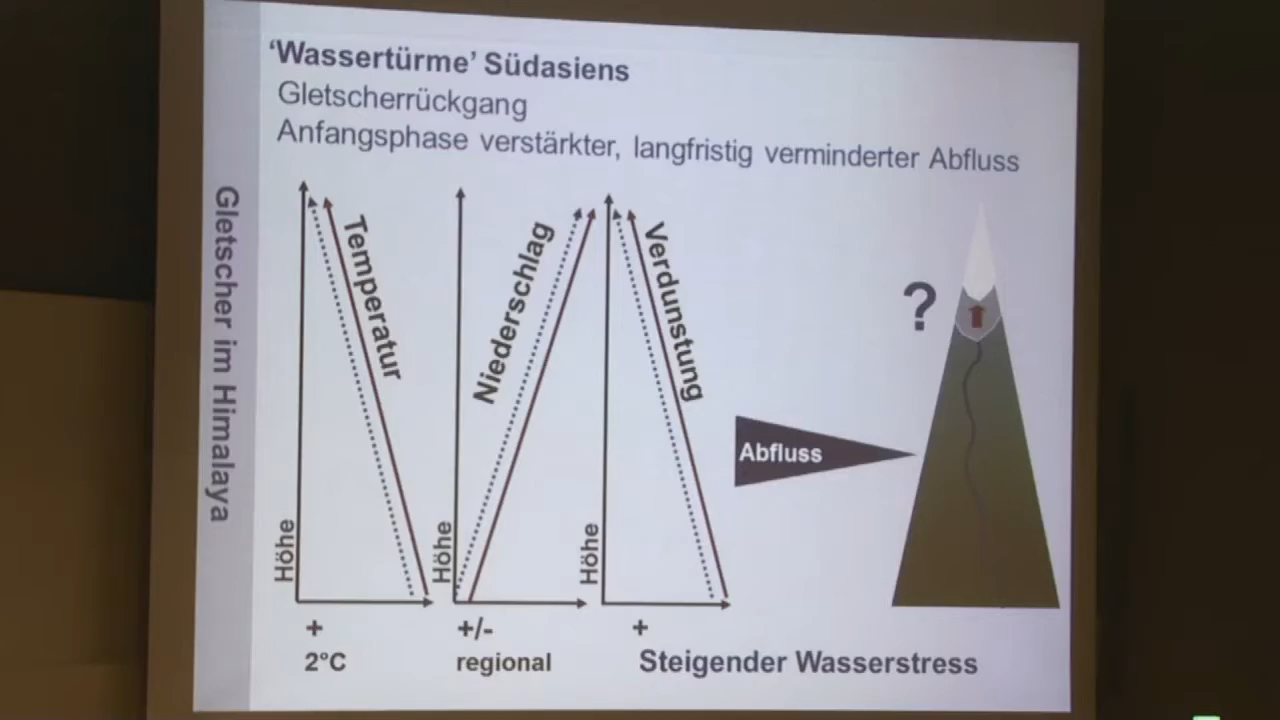 'Wassertürme' Südasiens
Gletscherrückgang
Anfangsphase verstärkter, langfristig verminderter Abfluss
Gletscher im Himalaya
Höhe
Temperatur
Höhe
Niederschlag
Höhe
Verdunstung
Abfluss
?
+
2°C
+/-
regional
+
Steigender Wasserstress